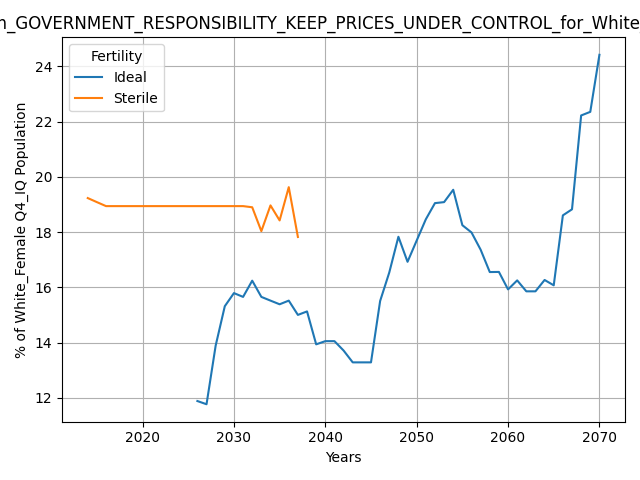 GOVERNMENT_RESPONSIBILITY_KEEP_PRICES_UNDER_CONTROL_for_White_
Fertility
Ideal
Sterile
24
22
20
18
16
14
12
% of White_Female Q4_IQ Population
2020 2030 2040 2050 2060 2070
Years